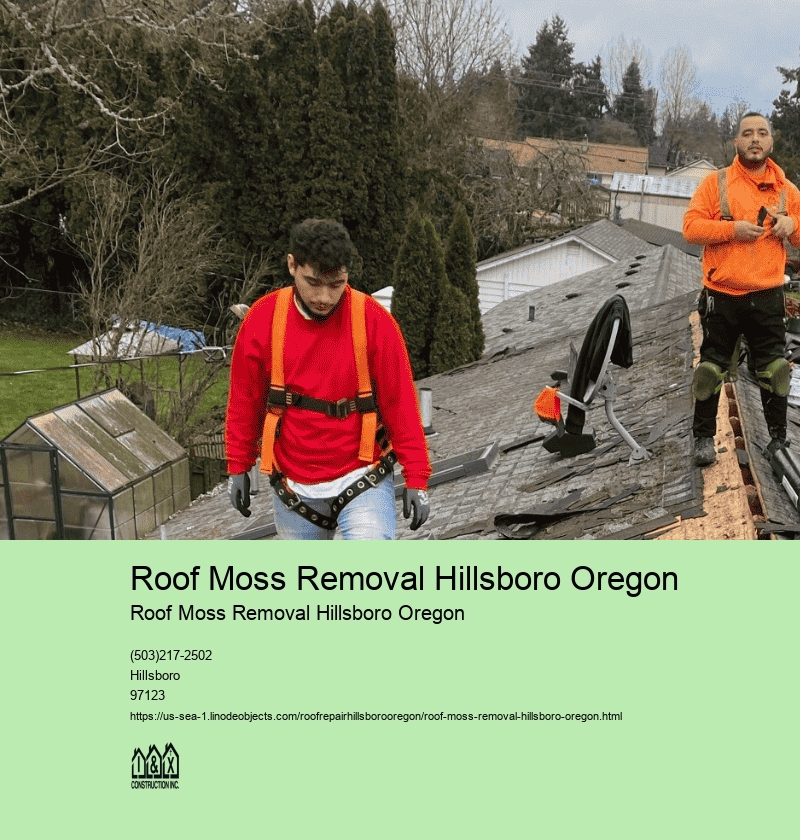 Roof Moss Removal Hillsboro Oregon
Roof Moss Removal Hillsboro Oregon
(503)217-2502
Hillsboro
97123
https://us-sea-1.linodeobjects.com/roofrepairhillsborooregon/roof-moss-removal-hillsboro-oregon.html
I&X
CONSTRUCTION INC.